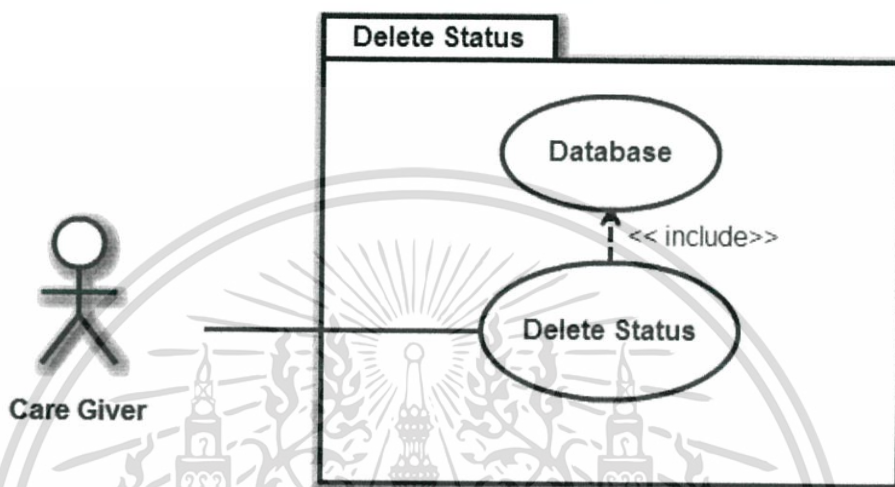 Delete Status
Database
<< include>>
Delete Status
Care Giver